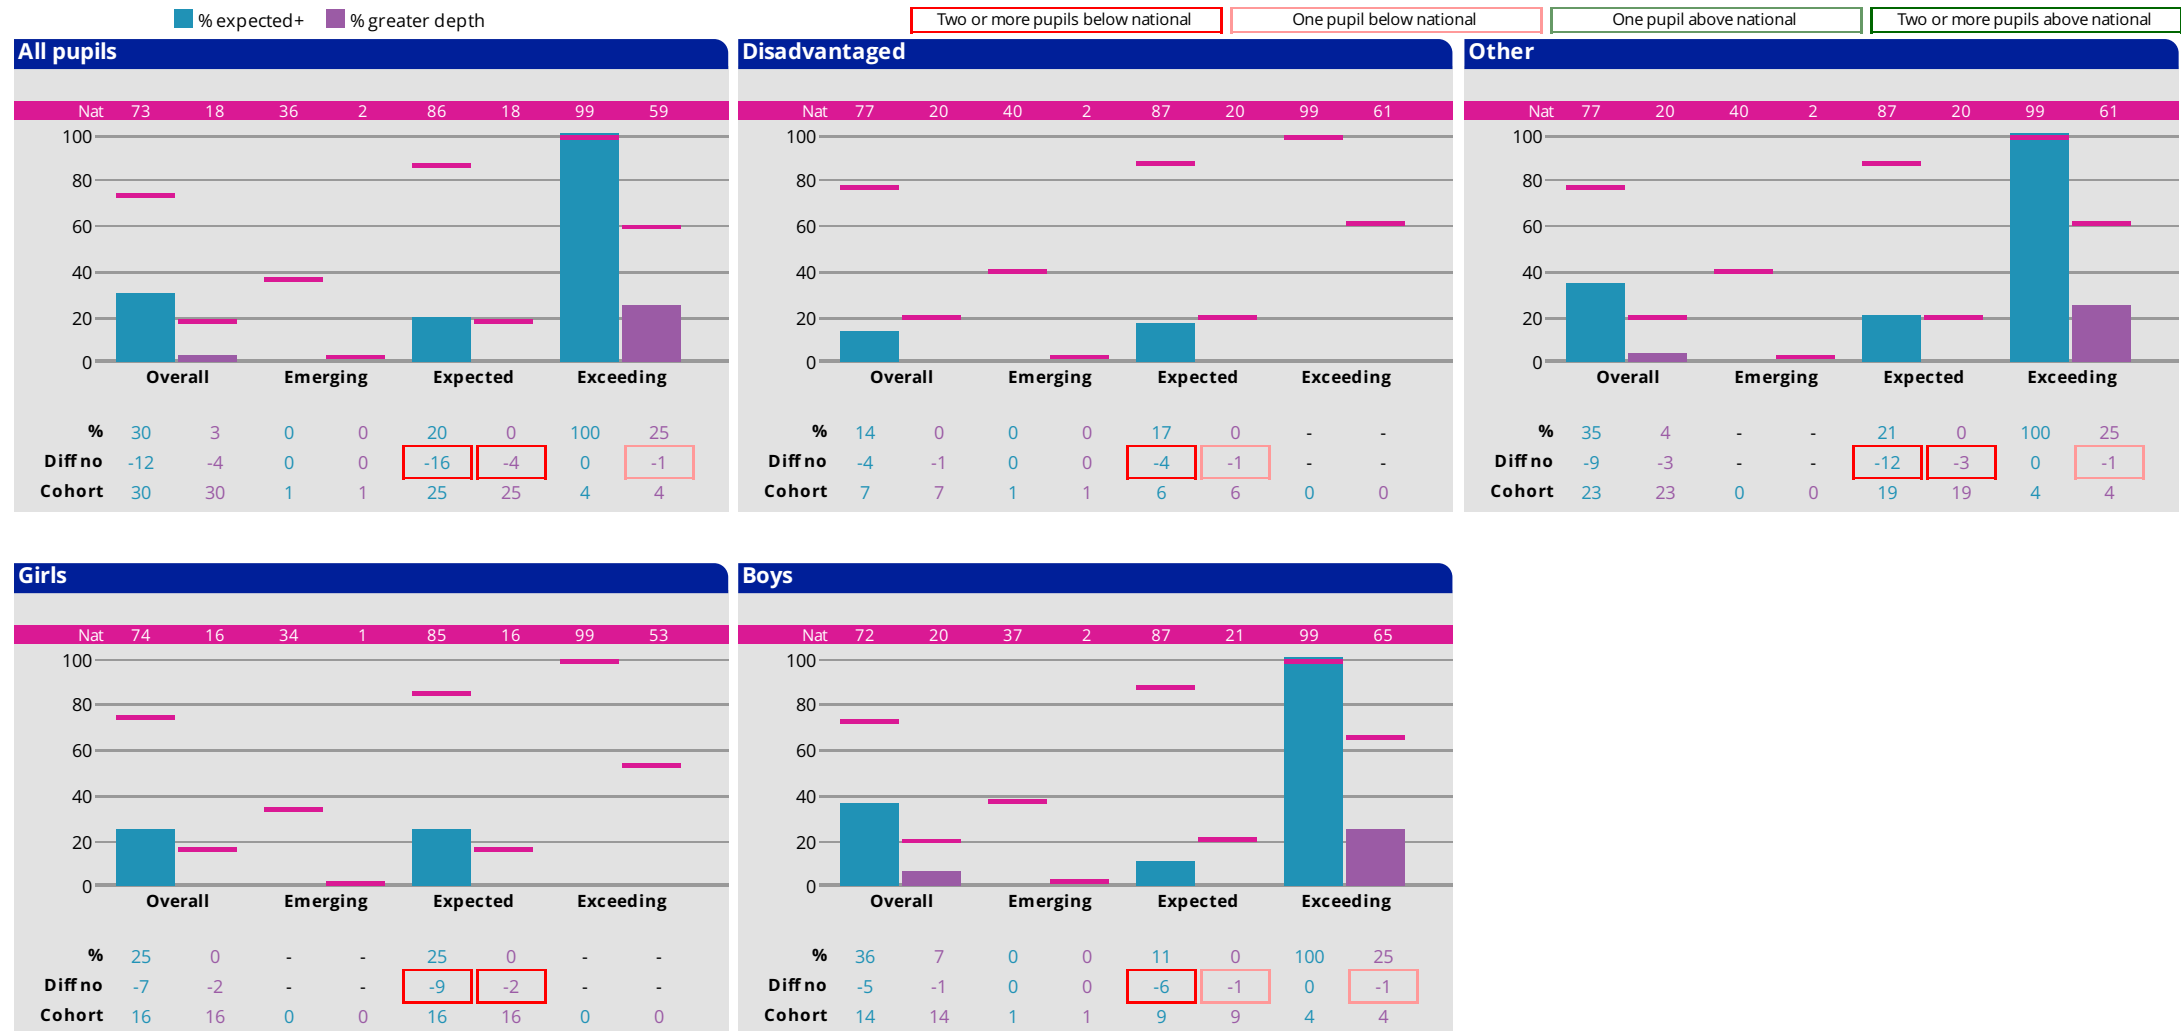 % expected+ % greater depth Two or more pupils below national One pupil below national One pupil above national Two or more pupils above national
All pupils
Nat 73 18 36 2 86 18 99 59
100
80
60
40
20
0
Overall Emerging Expected Exceeding
% 30 3 0 0 20 0 100 25
Diff no -12 -4 0 0 -16 -4 0 -1
Cohort 30 30 1 1 25 25 4 4
Disadvantaged
Nat 77 20 40 2 87 20 99 61
100
80
60
40
20
0
Overall Emerging Expected Exceeding
% 14 0 0 0 17 0 - -
Diff no -4 -1 0 0 -4 -1 - -
Cohort 7 7 1 1 6 6 0 0
Other
Nat 77 20 40 2 87 20 99 61
100
80
60
40
20
0
Overall Emerging Expected Exceeding
% 35 4 - - 21 0 100 25
Diff no -9 -3 - - -12 -3 0 -1
Cohort 23 23 0 0 19 19 4 4
Girls
Nat 74 16 34 1 85 16 99 53
100
80
60
40
20
0
Overall Emerging Expected Exceeding
% 25 0 - - 25 0 - -
Diff no -7 -2 - - -9 -2 - -
Cohort 16 16 0 0 16 16 0 0
Boys
Nat 72 20 37 2 87 21 99 65
100
80
60
40
20
0
Overall Emerging Expected Exceeding
% 36 7 0 0 11 0 100 25
Diff no -5 -1 0 0 -6 -1 0 -1
Cohort 14 14 1 1 9 9 4 4